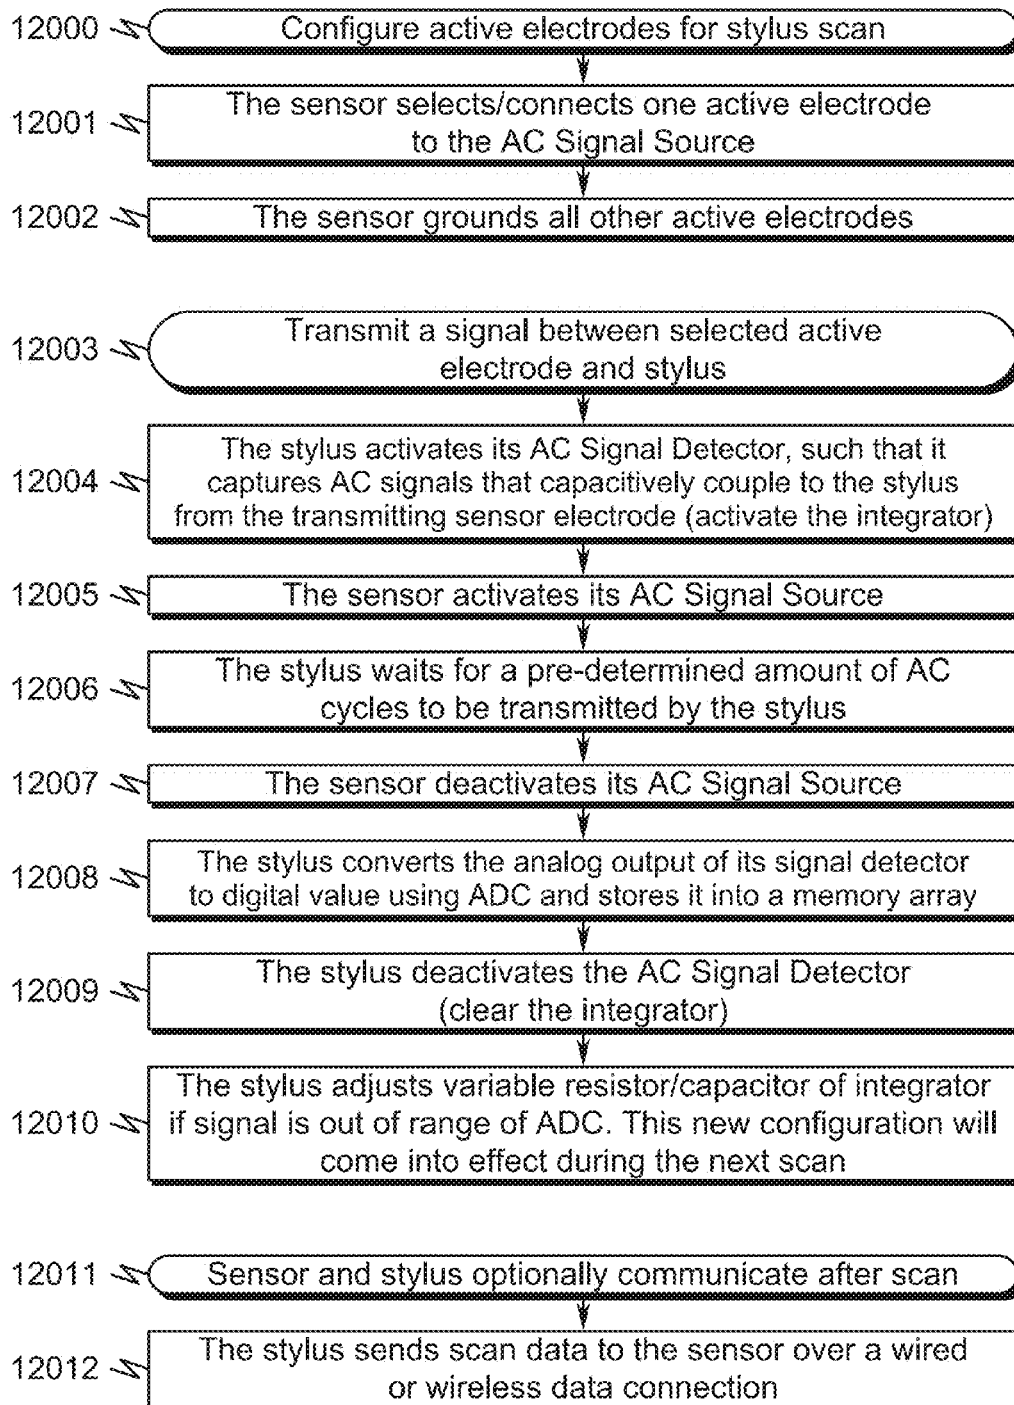 12000 Configure active electrodes for stylus scan
12001 The sensor selects/connects one active electrode
to the AC Signal Source
12002 The sensor grounds all other active electrodes
12003 Transmit a signal between selected active
electrode and stylus
12004 The stylus activates its AC Signal Detector, such that it
captures AC signals that capacitively couple to the stylus
from the transmitting sensor electrode (activate the integrator)
12005 The sensor activates its AC Signal Source
12006 The stylus waits for a pre-determined amount of AC
cycles to be transmitted by the stylus
12007 The sensor deactivates its AC Signal Source
12008 The stylus converts the analog output of its signal detector
to digital value using ADC and stores it into a memory array
12009 The stylus deactivates the AC Signal Detector
(clear the integrator)
12010 The stylus adjusts variable resistor/capacitor of integrator
if signal is out of range of ADC. This new configuration will
come into effect during the next scan
12011 Sensor and stylus optionally communicate after scan
12012 The stylus sends scan data to the sensor over a wired
or wireless data connection